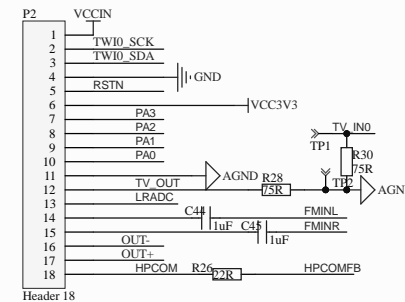 P2
VCCIN
1
2 TWI0_SCK
3 TWI0_SDA
4 GND
5 RSTN
6 VCC3V3
7 PA3
8 PA2
9 PA1
10 PA0
11 AGND
12 TV_OUT R28 75R
13 LRADC
14 C44 1uF FMINL
15 C45 1uF FMINR
16 OUT-
17 OUT+
18 HPCOM R26 22R HPCOMFB
Header 18
TV_IN0
TP1
R30
75R
TP2
AGN